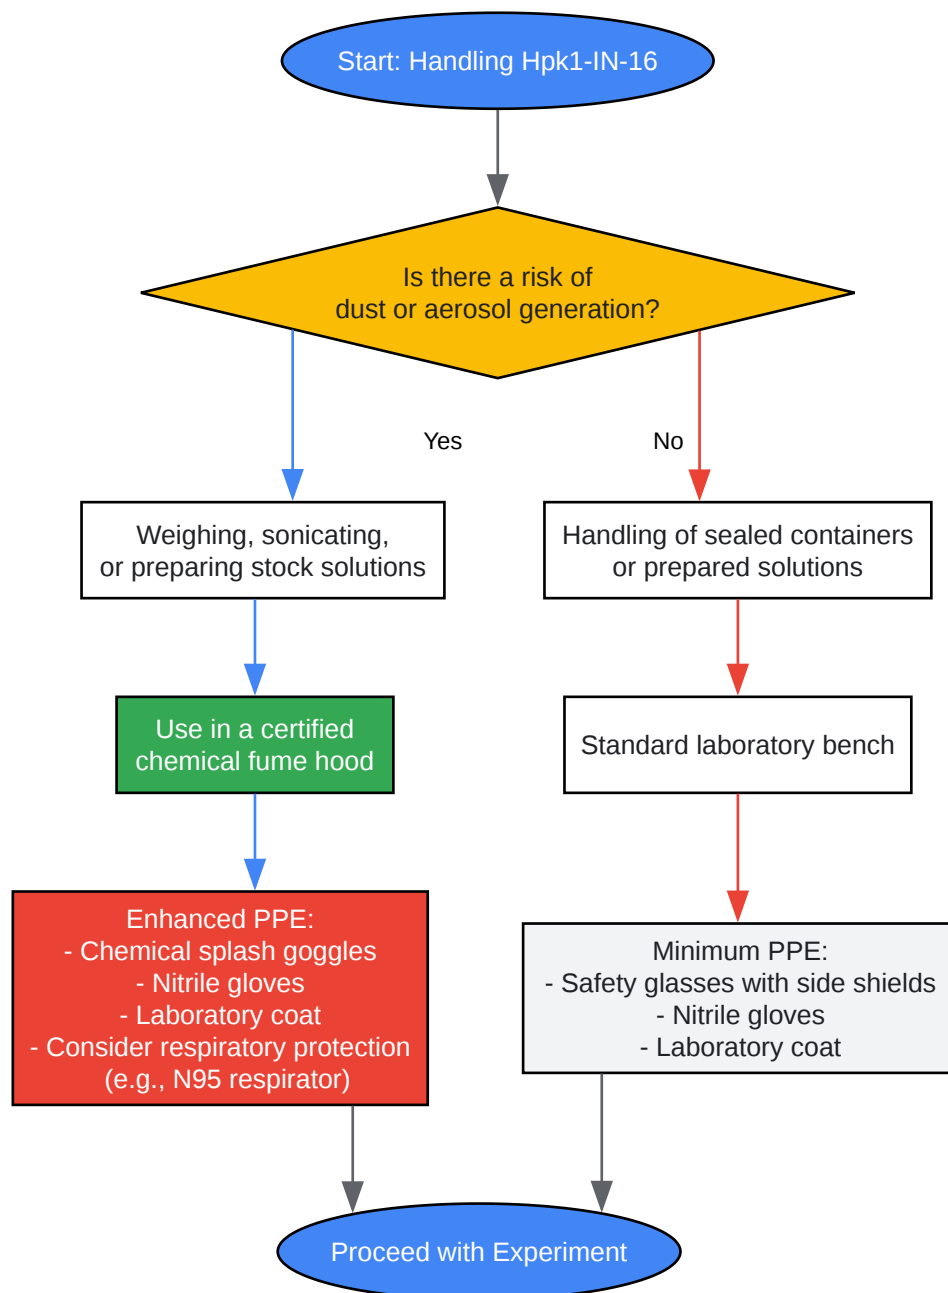 Start: Handling Hpk1-IN-16
Is there a risk of
dust or aerosol generation?
Yes
No
Weighing, sonicating,
or preparing stock solutions
Handling of sealed containers
or prepared solutions
Use in a certified
chemical fume hood
Standard laboratory bench
Enhanced PPE:
- Chemical splash goggles
- Nitrile gloves
- Laboratory coat
- Consider respiratory protection
(e.g., N95 respirator)
Minimum PPE:
- Safety glasses with side shields
- Nitrile gloves
- Laboratory coat
Proceed with Experiment